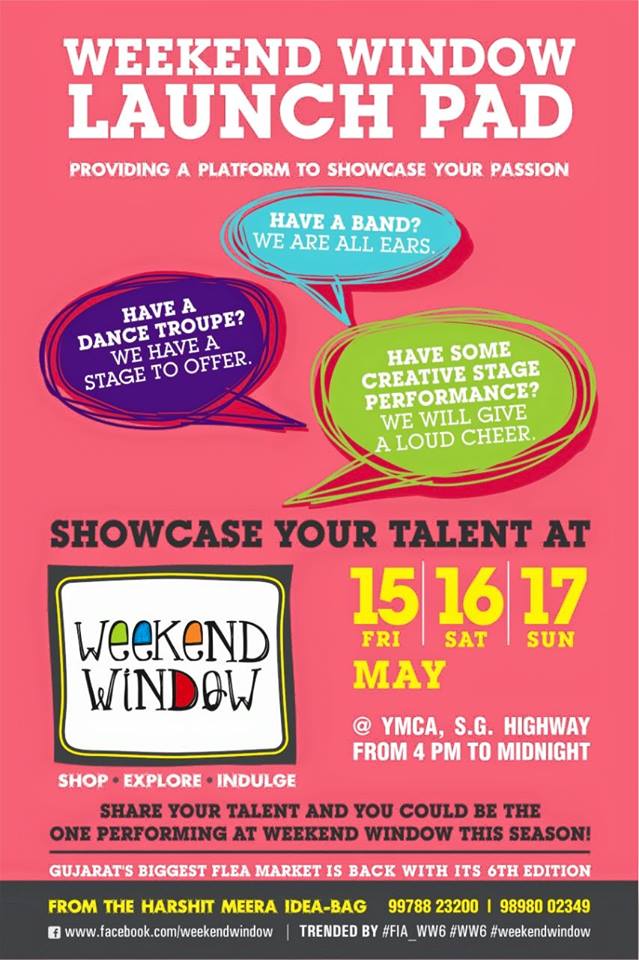 WEEKEND WINDOW
LAUNCH PAD
PROVIDING A PLATFORM TO SHOWCASE YOUR PASSION
HAVE A BAND?
WE ARE ALL EARS.
HAVE A
DANCE TROUPE?
WE HAVE A
STAGE TO OFFER.
HAVE SOME
CREATIVE STAGE
PERFORMANCE?
WE WILL GIVE
A LOUD CHEER.
SHOWCASE YOUR TALENT AT
WEEKEND
WINDOW
SHOP • EXPLORE • INDULGE
15 | 16 | 17
FRI | SAT | SUN
MAY
@ YMCA, S.G. HIGHWAY
FROM 4 PM TO MIDNIGHT
SHARE YOUR TALENT AND YOU COULD BE THE
ONE PERFORMING AT WEEKEND WINDOW THIS SEASON!
GUJARAT'S BIGGEST FLEA MARKET IS BACK WITH ITS 6TH EDITION
FROM THE HARSHIT MEERA IDEA-BAG 99788 23200 | 98980 02349
f www.facebook.com/weekendwindow | TRENDED BY #FIA_WW6 #WW6 #weekendwindow